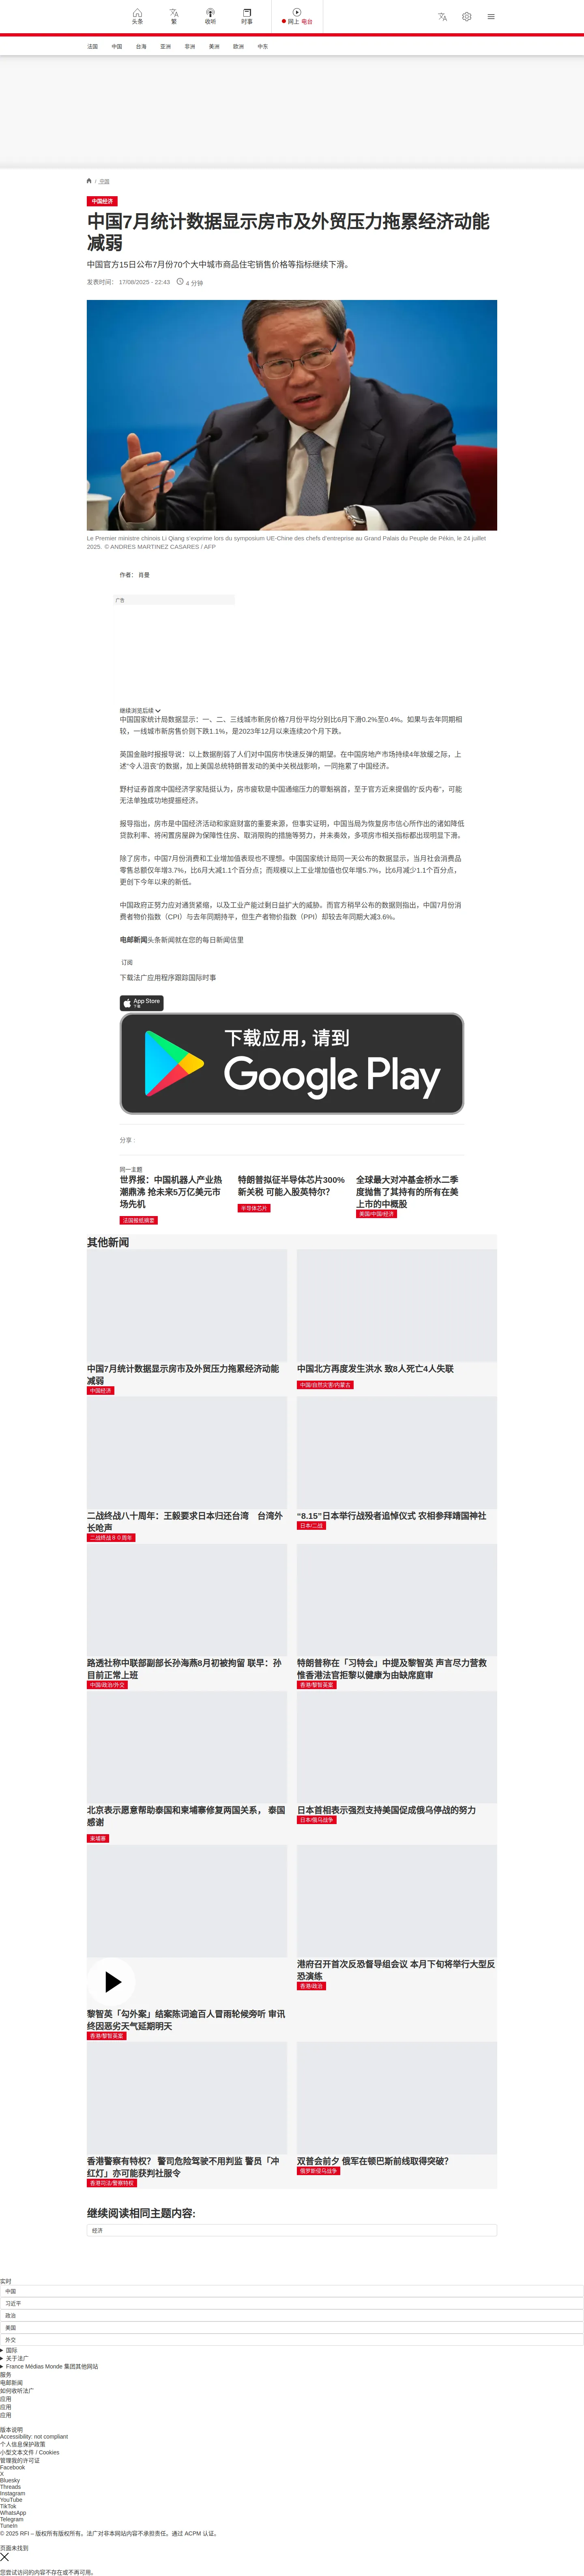 头条
繁
收听
时事
网上 电台
法国
中国
台海
亚洲
非洲
美洲
欧洲
中东
/ 中国
中国经济
中国7月统计数据显示房市及外贸压力拖累经济动能
减弱
中国官方15日公布7月份70个大中城市商品住宅销售价格等指标继续下滑。
发表时间： 17/08/2025 - 22:43
4 分钟
Le Premier ministre chinois Li Qiang s'exprime lors du symposium UE-Chine des chefs d'entreprise au Grand Palais du Peuple de Pékin, le 24 juillet
2025. © ANDRES MARTINEZ CASARES / AFP
作者： 肖曼
广告
继续浏览后续
中国国家统计局数据显示：一、二、三线城市新房价格7月份平均分别比6月下滑0.2%至0.4%。如果与去年同期相
较，一线城市新房售价则下跌1.1%，是2023年12月以来连续20个月下跌。
英国金融时报报导说：以上数据削弱了人们对中国房市快速反弹的期望。在中国房地产市场持续4年放缓之际，上
述“令人沮丧”的数据，加上美国总统特朗普发动的美中关税战影响，一同拖累了中国经济。
野村证券首席中国经济学家陆挺认为，房市疲软是中国通缩压力的罪魁祸首，至于官方近来提倡的“反内卷”，可能
无法单独成功地提振经济。
报导指出，房市是中国经济活动和家庭财富的重要来源，但事实证明，中国当局为恢复房市信心所作出的诸如降低
贷款利率、将闲置房屋辟为保障性住房、取消限购的措施等努力，并未奏效，多项房市相关指标都出现明显下滑。
除了房市，中国7月份消费和工业增加值表现也不理想。中国国家统计局同一天公布的数据显示，当月社会消费品
零售总额仅年增3.7%，比6月大减1.1个百分点；而规模以上工业增加值也仅年增5.7%，比6月减少1.1个百分点，
更创下今年以来的新低。
中国政府正努力应对通货紧缩，以及工业产能过剩日益扩大的威胁。而官方稍早公布的数据则指出，中国7月份消
费者物价指数（CPI）与去年同期持平，但生产者物价指数（PPI）却较去年同期大减3.6%。
电邮新闻头条新闻就在您的每日新闻信里
订阅
下载法广应用程序跟踪国际时事
App Store
下载
下载应用，请到
Google Play
分享 :
同一主题
世界报：中国机器人产业热
潮鼎沸 抢未来5万亿美元市
场先机
法国报纸摘要
特朗普拟征半导体芯片300%
新关税 可能入股英特尔?
半导体芯片
全球最大对冲基金桥水二季
度抛售了其持有的所有在美
上市的中概股
美国/中国/经济
其他新闻
中国7月统计数据显示房市及外贸压力拖累经济动能
减弱
中国经济
中国北方再度发生洪水 致8人死亡4人失联
中国/自然灾害/内蒙古
二战终战八十周年：王毅要求日本归还台湾　台湾外
长呛声
二战终战８０周年
“8.15”日本举行战殁者追悼仪式 农相参拜靖国神社
日本/二战
路透社称中联部副部长孙海燕8月初被拘留 联早：孙
目前正常上班
中国/政治/外交
特朗普称在「习特会」中提及黎智英 声言尽力营救
惟香港法官拒黎以健康为由缺席庭审
香港/黎智英案
北京表示愿意帮助泰国和柬埔寨修复两国关系， 泰国
感谢
柬埔寨
日本首相表示强烈支持美国促成俄乌停战的努力
日本/俄乌战争
黎智英「勾外案」结案陈词逾百人冒雨轮候旁听 审讯
终因恶劣天气延期明天
香港/黎智英案
港府召开首次反恐督导组会议 本月下旬将举行大型反
恐演练
香港/政治
香港警察有特权? 警司危险驾驶不用判监 警员「冲
红灯」亦可能获判社服令
香港司法/警察特权
双普会前夕 俄军在顿巴斯前线取得突破?
俄罗斯侵乌战争
继续阅读相同主题内容:
经济
实时
中国
习近平
政治
美国
外交
国际
关于法广
France Médias Monde 集团其他网站
服务
电邮新闻
如何收听法广
应用
应用
应用
版本说明
Accessibility: not compliant
个人信息保护政策
小型文本文件 / Cookies
管理我的许可证
Facebook
X
Bluesky
Threads
Instagram
YouTube
TikTok
WhatsApp
Telegram
TuneIn
© 2025 RFI – 版权所有版权所有。法广对非本网站内容不承担责任。通过 ACPM 认证。
页面未找到
您尝试访问的内容不存在或不再可用。